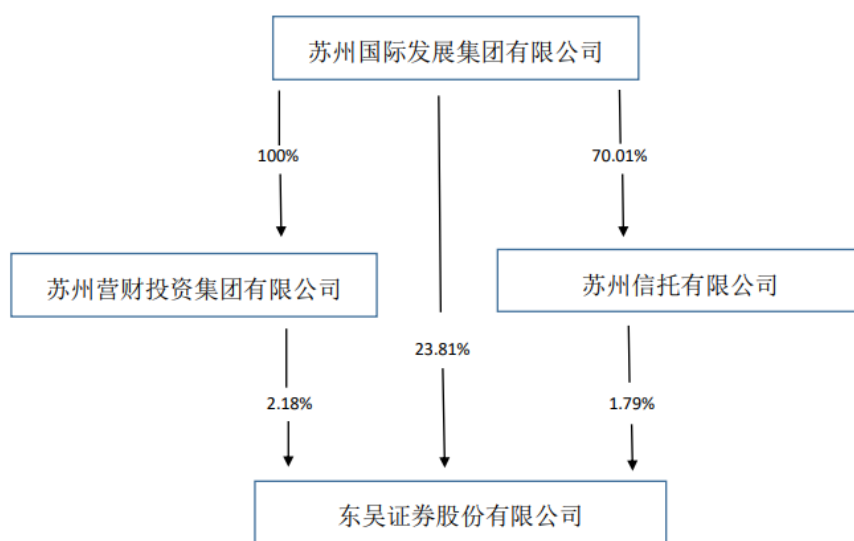 苏州国际发展集团有限公司
100%
70.01%
苏州营财投资集团有限公司
苏州信托有限公司
23.81%
2.18%
1.79%
东吴证券股份有限公司